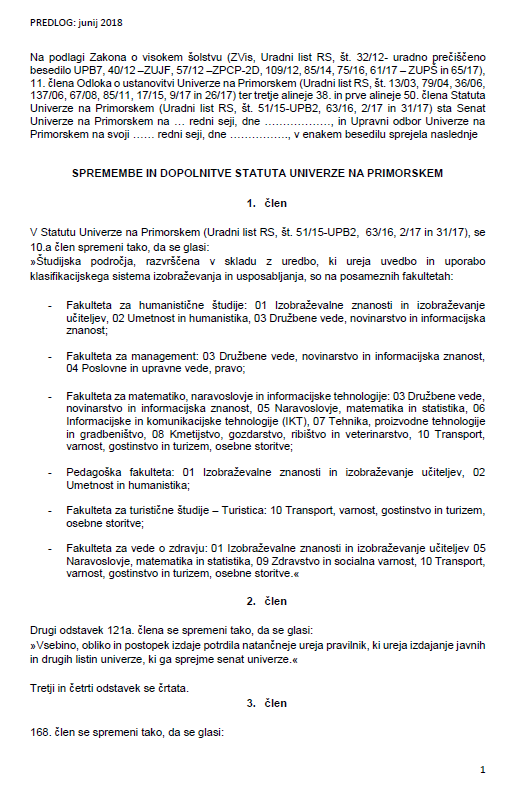 PREDLOG: junij 2018
Na podlagi Zakona o visokem šolstvu (ZVis, Uradni list RS, št. 32/12- uradno prečiščeno
besedilo UPB7, 40/12 –ZUJF, 57/12 –ZPCP-2D, 109/12, 85/14, 75/16, 61/17 – ZUPŠ in 65/17),
11. člena Odloka o ustanovitvi Univerze na Primorskem (Uradni list RS, št. 13/03, 79/04, 36/06,
137/06, 67/08, 85/11, 17/15, 9/17 in 26/17) ter tretje alineje 38. in prve alineje 50. člena Statuta
Univerze na Primorskem (Uradni list RS, št. 51/15-UPB2, 63/16, 2/17 in 31/17) sta Senat
Univerze na Primorskem na … redni seji, dne ………………, in Upravni odbor Univerze na
Primorskem na svoji …… redni seji, dne ……………., v enakem besedilu sprejela naslednje
SPREMEMBE IN DOPOLNITVE STATUTA UNIVERZE NA PRIMORSKEM
1. člen
V Statutu Univerze na Primorskem (Uradni list RS, št. 51/15-UPB2, 63/16, 2/17 in 31/17), se
10.a člen spremeni tako, da se glasi:
»Študijska področja, razvrščena v skladu z uredbo, ki ureja uvedbo in uporabo
klasifikacijskega sistema izobraževanja in usposabljanja, so na posameznih fakultetah:
- Fakulteta za humanistične študije: 01 Izobraževalne znanosti in izobraževanje
učiteljev, 02 Umetnost in humanistika, 03 Družbene vede, novinarstvo in informacijska
znanost;
- Fakulteta za management: 03 Družbene vede, novinarstvo in informacijska znanost,
04 Poslovne in upravne vede, pravo;
- Fakulteta za matematiko, naravoslovje in informacijske tehnologije: 03 Družbene vede,
novinarstvo in informacijska znanost, 05 Naravoslovje, matematika in statistika, 06
Informacijske in komunikacijske tehnologije (IKT), 07 Tehnika, proizvodne tehnologije
in gradbeništvo, 08 Kmetijstvo, gozdarstvo, ribištvo in veterinarstvo, 10 Transport,
varnost, gostinstvo in turizem, osebne storitve;
- Pedagoška fakulteta: 01 Izobraževalne znanosti in izobraževanje učiteljev, 02
Umetnost in humanistika;
- Fakulteta za turistične študije – Turistica: 10 Transport, varnost, gostinstvo in turizem,
osebne storitve;
- Fakulteta za vede o zdravju: 01 Izobraževalne znanosti in izobraževanje učiteljev 05
Naravoslovje, matematika in statistika, 09 Zdravstvo in socialna varnost, 10 Transport,
varnost, gostinstvo in turizem, osebne storitve.«
2. člen
Drugi odstavek 121a. člena se spremeni tako, da se glasi:
»Vsebino, obliko in postopek izdaje potrdila natančneje ureja pravilnik, ki ureja izdajanje javnih
in drugih listin univerze, ki ga sprejme senat univerze.«
Tretji in četrti odstavek se črtata.
3. člen
168. člen se spremeni tako, da se glasi:
1